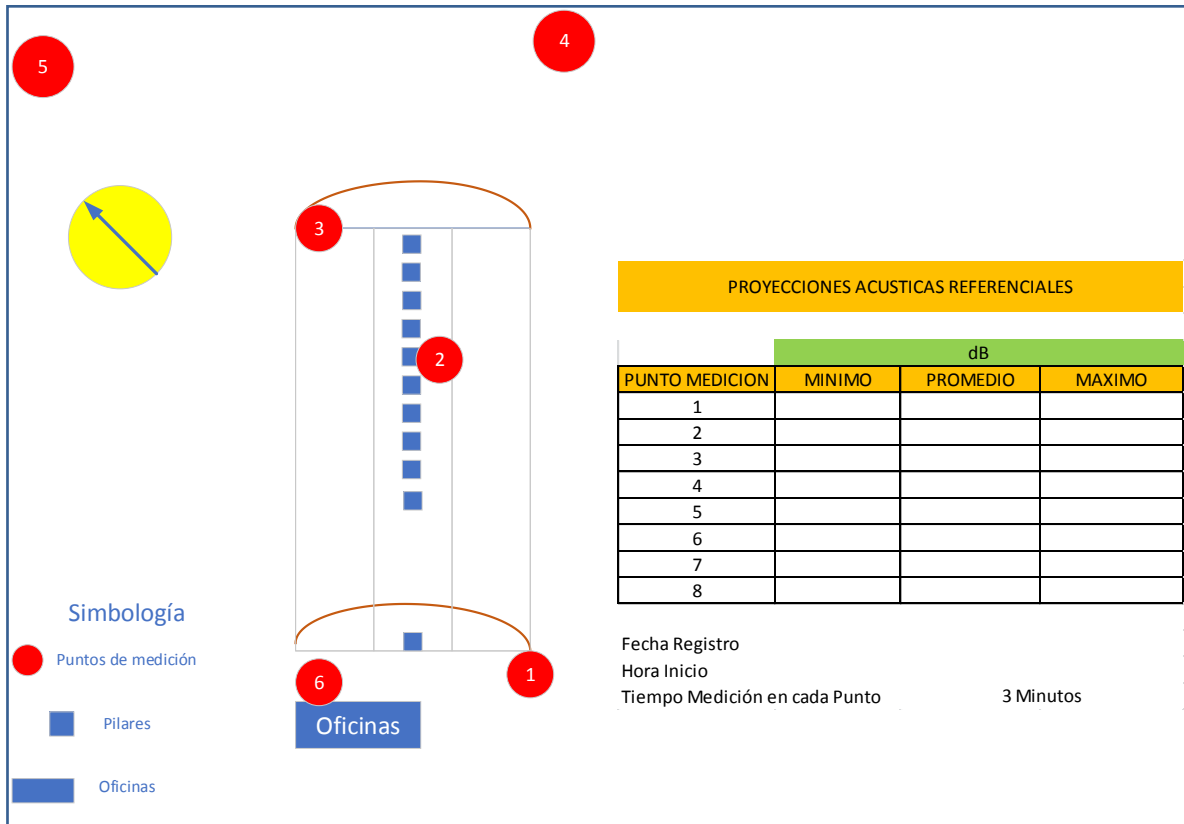 5
4
3
2
1
6
Oficinas
Simbología
Puntos de medición
Pilares
Oficinas
PROYECCIONES ACUSTICAS REFERENCIALES
dB
PUNTO MEDICION MINIMO PROMEDIO MAXIMO
1
2
3
4
5
6
7
8
Fecha Registro
Hora Inicio
Tiempo Medición en cada Punto 3 Minutos